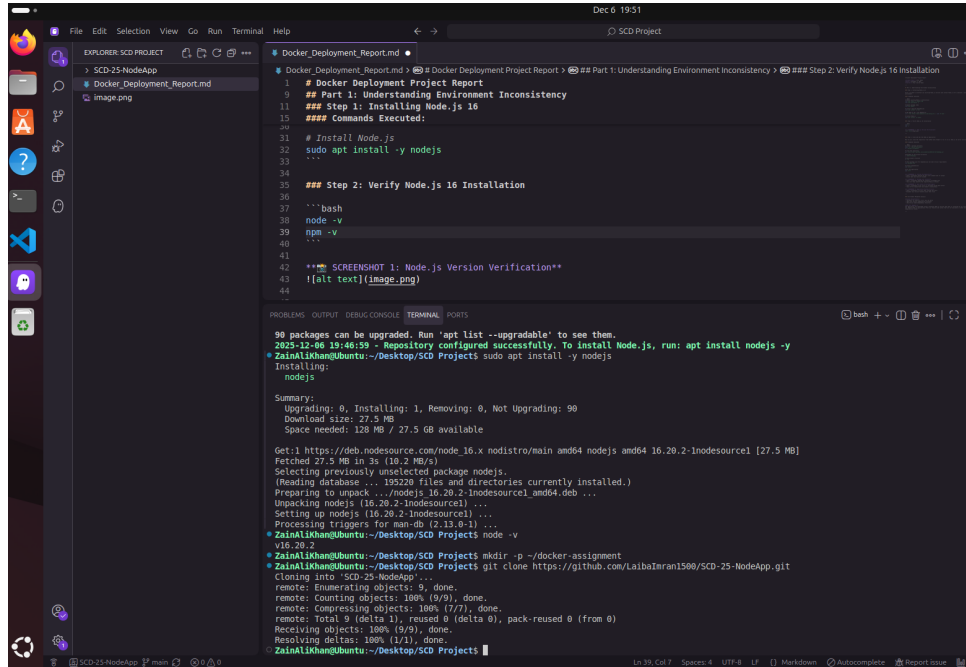 Dec 6 19:51
File Edit Selection View Go Run Terminal Help
SCD Project
EXPLORER: SCD PROJECT
SCD-25-NodeApp
Docker_Deployment_Report.md
image.png
Docker_Deployment_Report.md
Docker_Deployment_Report.md > # Docker Deployment Project Report > ## Part 1: Understanding Environment Inconsistency > ### Step 2: Verify Node.js 16 Installation
1 # Docker Deployment Project Report
9 ## Part 1: Understanding Environment Inconsistency
11 ### Step 1: Installing Node.js 16
15 #### Commands Executed:
30
31 # Install Node.js
32 sudo apt install -y nodejs
33 ```
34
35 ### Step 2: Verify Node.js 16 Installation
36
37 ```bash
38 node -v
39 npm -v
40 ```
41
42 **📸 SCREENSHOT 1: Node.js Version Verification**
43 ![alt text](image.png)
44
PROBLEMS OUTPUT DEBUG CONSOLE TERMINAL PORTS
bash
90 packages can be upgraded. Run 'apt list --upgradable' to see them.
2025-12-06 19:46:59 - Repository configured successfully. To install Node.js, run: apt install nodejs -y
ZainAliKhan@Ubuntu:~/Desktop/SCD Project$ sudo apt install -y nodejs
Installing:
nodejs
Summary:
Upgrading: 0, Installing: 1, Removing: 0, Not Upgrading: 90
Download size: 27.5 MB
Space needed: 128 MB / 27.5 GB available
Get:1 https://deb.nodesource.com/node_16.x nodistro/main amd64 nodejs amd64 16.20.2-1nodesource1 [27.5 MB]
Fetched 27.5 MB in 3s (10.2 MB/s)
Selecting previously unselected package nodejs.
(Reading database ... 195220 files and directories currently installed.)
Preparing to unpack .../nodejs_16.20.2-1nodesource1_amd64.deb ...
Unpacking nodejs (16.20.2-1nodesource1) ...
Setting up nodejs (16.20.2-1nodesource1) ...
Processing triggers for man-db (2.13.0-1) ...
ZainAliKhan@Ubuntu:~/Desktop/SCD Project$ node -v
v16.20.2
ZainAliKhan@Ubuntu:~/Desktop/SCD Project$ mkdir -p ~/docker-assignment
ZainAliKhan@Ubuntu:~/Desktop/SCD Project$ git clone https://github.com/LaibaImran1500/SCD-25-NodeApp.git
Cloning into 'SCD-25-NodeApp'...
remote: Enumerating objects: 9, done.
remote: Counting objects: 100% (9/9), done.
remote: Compressing objects: 100% (7/7), done.
remote: Total 9 (delta 1), reused 0 (delta 0), pack-reused 0 (from 0)
Receiving objects: 100% (9/9), done.
Resolving deltas: 100% (1/1), done.
ZainAliKhan@Ubuntu:~/Desktop/SCD Project$
SCD-25-NodeApp main 0 0 Ln 39, Col 7 Spaces: 4 UTF-8 LF {} Markdown Autocomplete Report issue